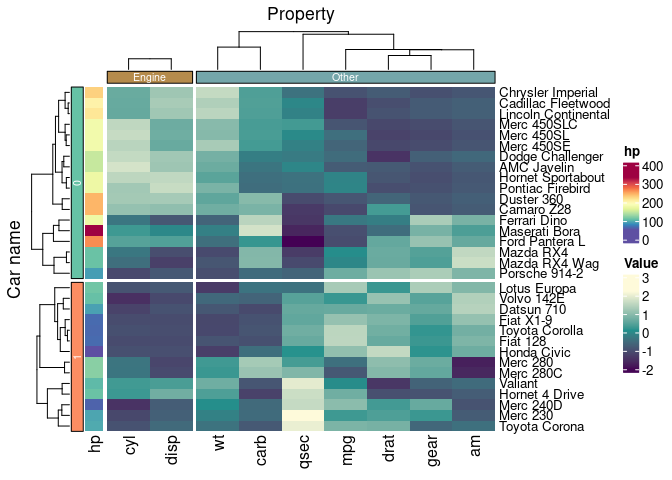 Property
Engine
Other
Car name
0
1
Chrysler Imperial
Cadillac Fleetwood
Lincoln Continental
Merc 450SLC
Merc 450SL
Merc 450SE
Dodge Challenger
AMC Javelin
Hornet Sportabout
Pontiac Firebird
Duster 360
Camaro Z28
Ferrari Dino
Maserati Bora
Ford Pantera L
Mazda RX4
Mazda RX4 Wag
Porsche 914-2
Lotus Europa
Volvo 142E
Datsun 710
Fiat X1-9
Toyota Corolla
Fiat 128
Honda Civic
Merc 280
Merc 280C
Valiant
Hornet 4 Drive
Merc 240D
Merc 230
Toyota Corona
hp
cyl
disp
wt
carb
qsec
mpg
drat
gear
am
hp
400
300
200
100
0
Value
3
2
1
0
-1
-2